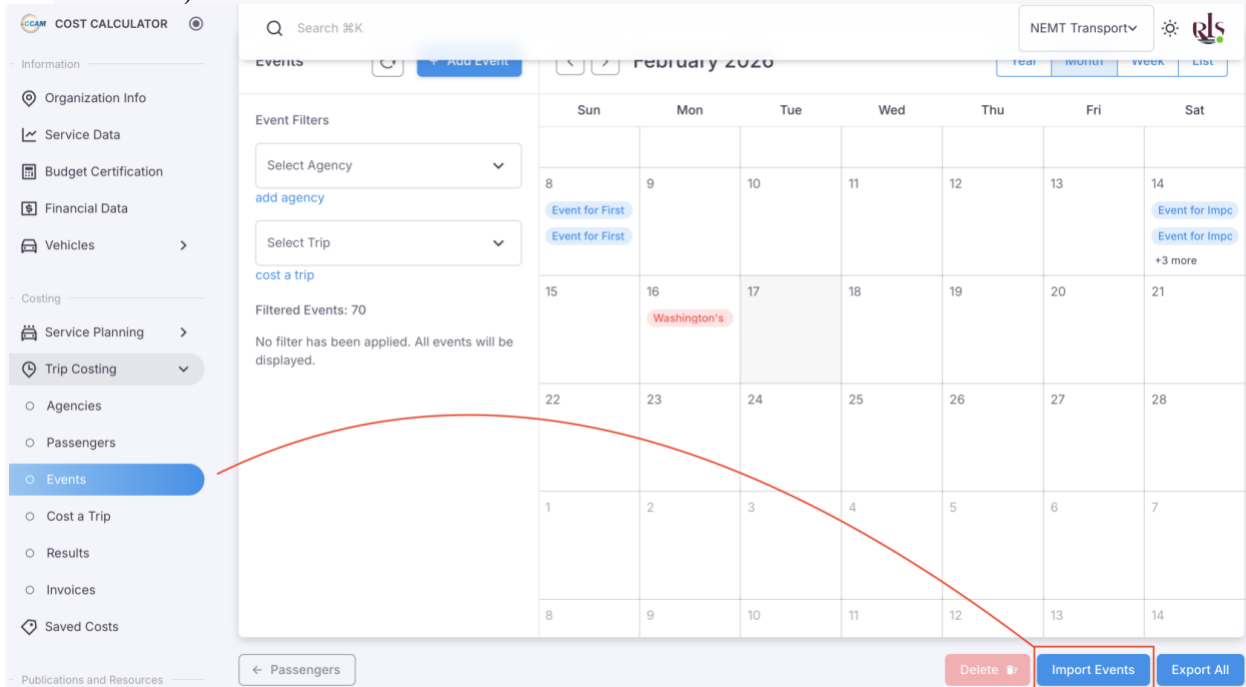 CCAM COST CALCULATOR
Search ⌘K
NEMT Transport
RLS
Information
Organization Info
Service Data
Budget Certification
Financial Data
Vehicles
Costing
Service Planning
Trip Costing
Agencies
Passengers
Events
Cost a Trip
Results
Invoices
Saved Costs
Publications and Resources
Events
+ Add Event
Event Filters
Select Agency
add agency
Select Trip
cost a trip
Filtered Events: 70
No filter has been applied. All events will be
displayed.
February 2026
Year Month Week List
Sun Mon Tue Wed Thu Fri Sat
8 9 10 11 12 13 14
Event for First Event for Impc
Event for First Event for Impc
+3 more
15 16 17 18 19 20 21
Washington's
22 23 24 25 26 27 28
1 2 3 4 5 6 7
8 9 10 11 12 13 14
← Passengers
Delete Import Events Export All